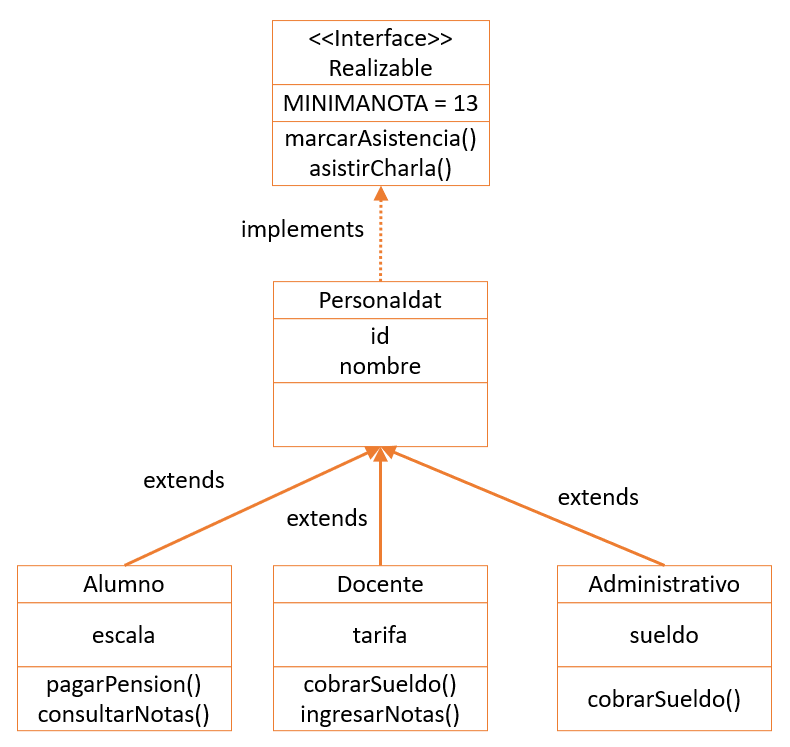 <<Interface>>
Realizable
MINIMANOTA = 13
marcarAsistencia()
asistirCharla()
implements
PersonaIdat
id
nombre
extends
extends
extends
Alumno
escala
pagarPension()
consultarNotas()
Docente
tarifa
cobrarSueldo()
ingresarNotas()
Administrativo
sueldo
cobrarSueldo()